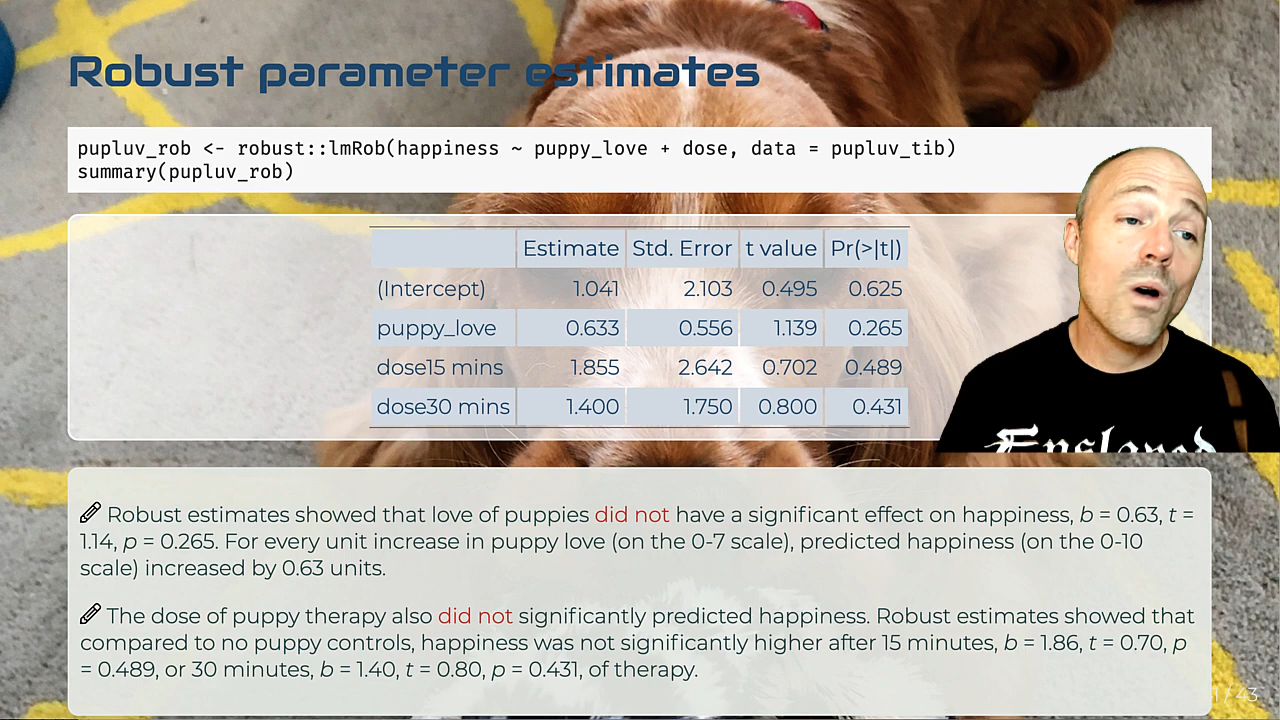 Robust parameter estimates
pupluv_rob <- robust::lmRob(happiness ~ puppy_love + dose, data = pupluv_tib)
summary(pupluv_rob)
Estimate Std. Error t value Pr(>|t|)
(Intercept) 1.041 2.103 0.495 0.625
puppy_love 0.633 0.556 1.139 0.265
dose15 mins 1.855 2.642 0.702 0.489
dose30 mins 1.400 1.750 0.800 0.431
Enslaved
Robust estimates showed that love of puppies did not have a significant effect on happiness, b = 0.63, t =
1.14, p = 0.265. For every unit increase in puppy love (on the 0-7 scale), predicted happiness (on the 0-10
scale) increased by 0.63 units.
The dose of puppy therapy also did not significantly predicted happiness. Robust estimates showed that
compared to no puppy controls, happiness was not significantly higher after 15 minutes, b = 1.86, t = 0.70, p
= 0.489, or 30 minutes, b = 1.40, t = 0.80, p = 0.431, of therapy.
/ 43